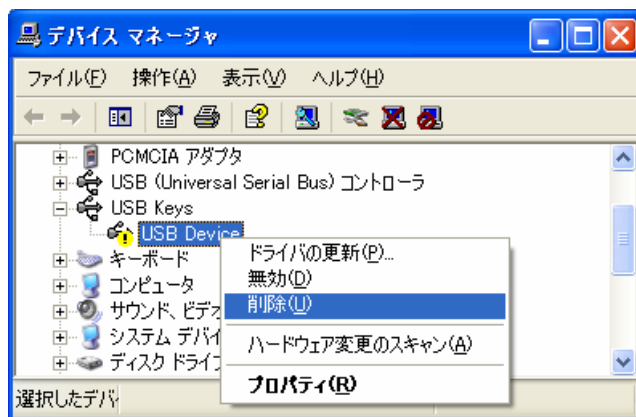 デバイス マネージャ
ファイル(F) 操作(A) 表示(V) ヘルプ(H)
PCMCIA アダプタ
USB (Universal Serial Bus) コントローラ
USB Keys
USB Device
キーボード
コンピュータ
サウンド、ビデオ
システム デバイ
ディスク ドライブ
ドライバの更新(P)...
無効(D)
削除(U)
ハードウェア変更のスキャン(A)
プロパティ(R)
選択したデバ